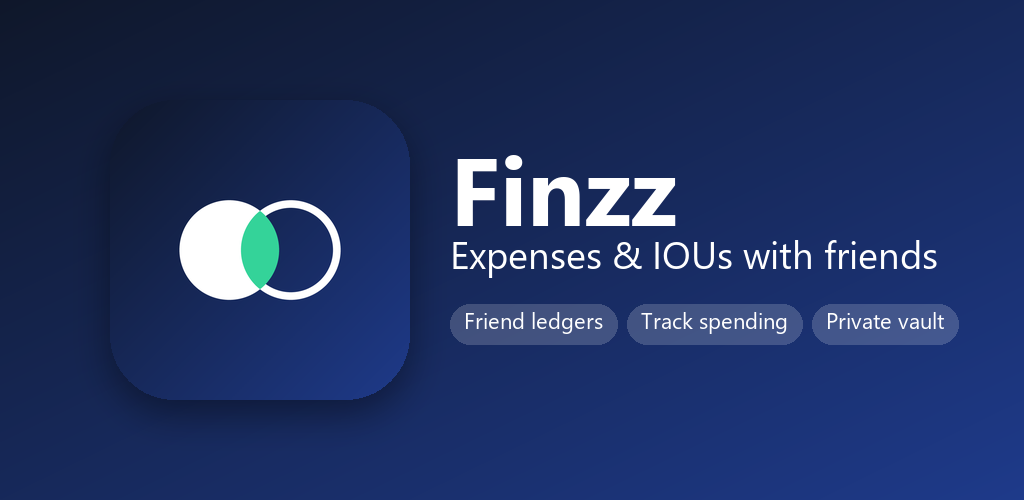 Finzz
Expenses & IOUs with friends
Friend ledgers Track spending Private vault